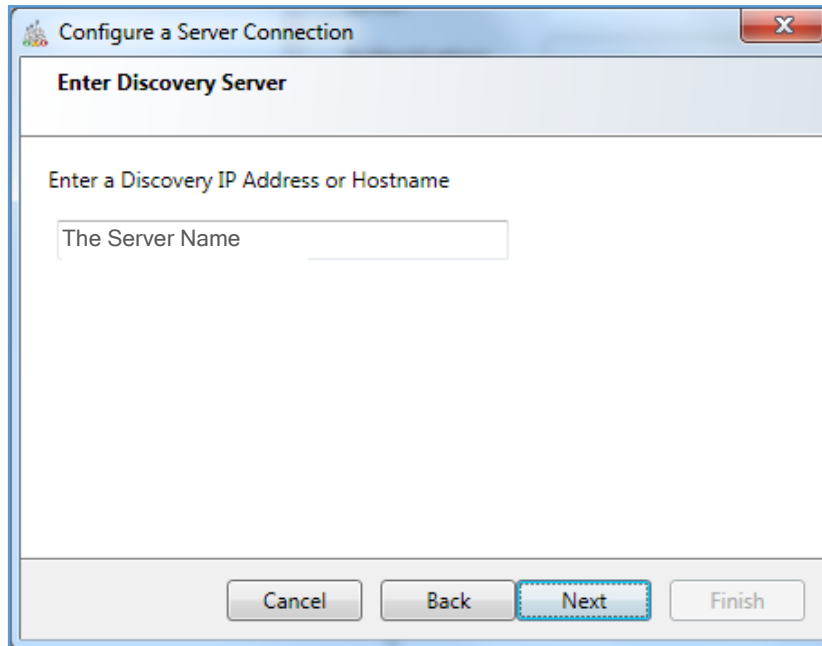 Configure a Server Connection
Enter Discovery Server
Enter a Discovery IP Address or Hostname
The Server Name
Cancel Back Next Finish